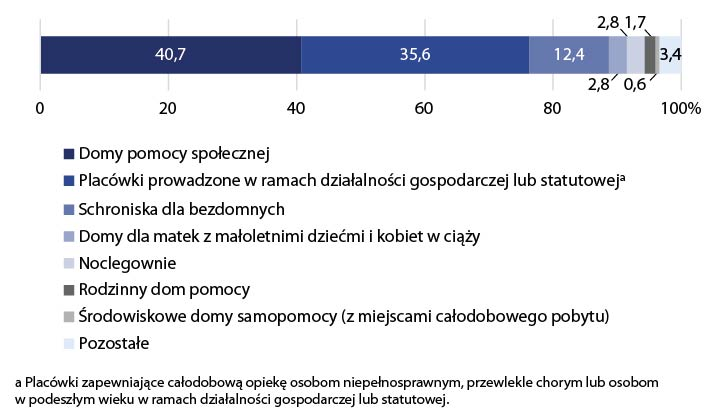 2,8 1,7
40,7 35,6 12,4 3,4
2,8 0,6
0 20 40 60 80 100%
Domy pomocy społecznej
Placówki prowadzone w ramach działalności gospodarczej lub statutowejᵃ
Schroniska dla bezdomnych
Domy dla matek z małoletnimi dziećmi i kobiet w ciąży
Noclegownie
Rodzinny dom pomocy
Środowiskowe domy samopomocy (z miejscami całodobowego pobytu)
Pozostałe
a Placówki zapewniające całodobową opiekę osobom niepełnosprawnym, przewlekle chorym lub osobom
w podeszłym wieku w ramach działalności gospodarczej lub statutowej.